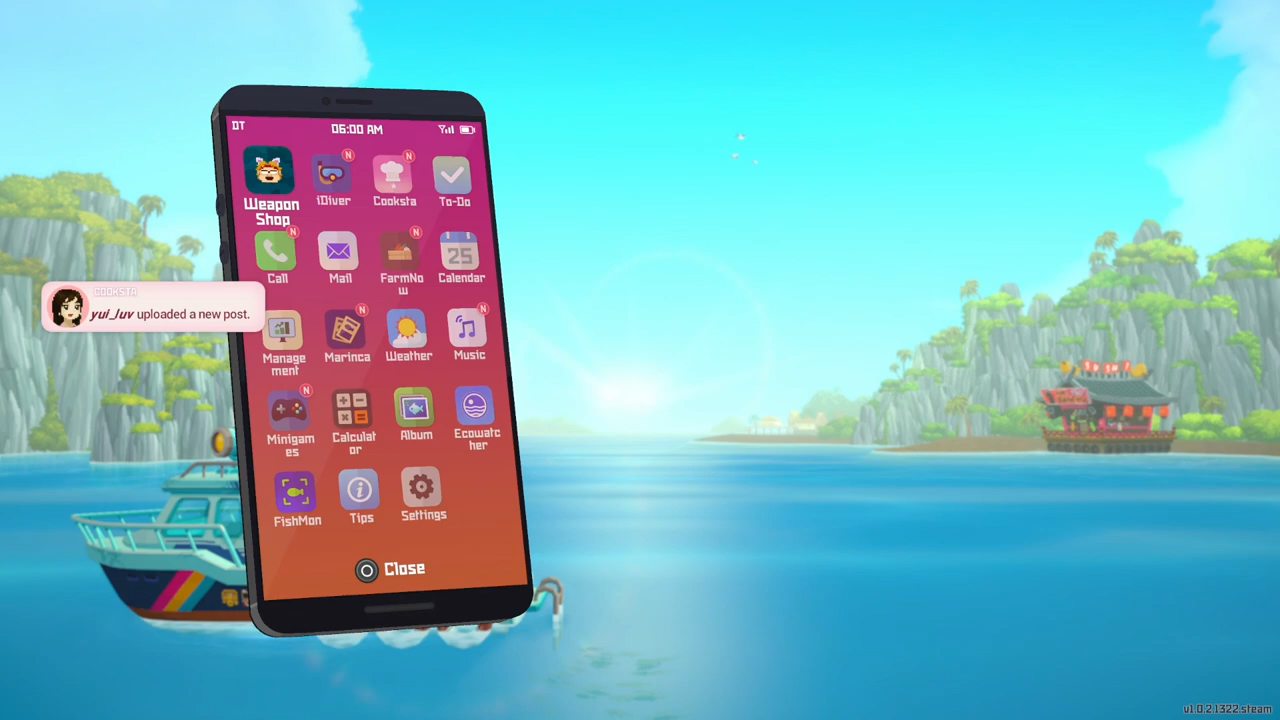 DT
06:00 AM
Weapon
Shop
N
iDiver
N
Cooksta
To-Do
N
Call
Mail
N
FarmNo
w
25
Calendar
COOKSTA
yui_luv uploaded a new post.
Manage
ment
N
Marinca
Weather
N
Music
N
Minigam
es
Calculat
or
Album
Ecowatc
her
FishMon
Tips
Settings
Close
v1.0.2.1322.steam